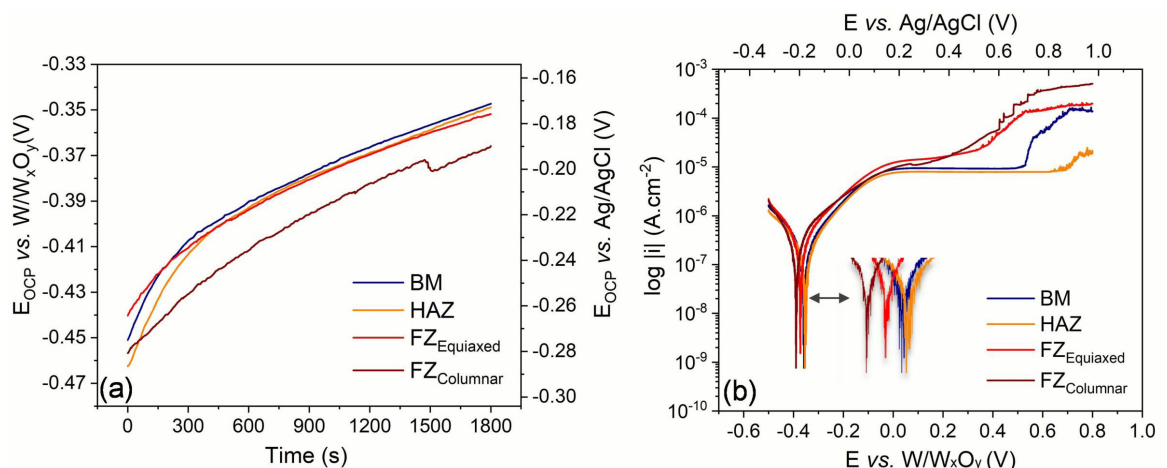 -0.33
-0.35
-0.37
-0.39
-0.41
-0.43
-0.45
-0.47
E_OCP vs. W/W_xO_y(V)
-0.16
-0.18
-0.20
-0.22
-0.24
-0.26
-0.28
-0.30
E_OCP vs. Ag/AgCl (V)
BM
HAZ
FZ_Equiaxed
FZ_Columnar
(a)
0 300 600 900 1200 1500 1800
Time (s)
E vs. Ag/AgCl (V)
-0.4 -0.2 0.0 0.2 0.4 0.6 0.8 1.0
10⁻³
10⁻⁴
10⁻⁵
10⁻⁶
10⁻⁷
10⁻⁸
10⁻⁹
10⁻¹⁰
log |i| (A.cm⁻²)
BM
HAZ
FZ_Equiaxed
FZ_Columnar
(b)
-0.6 -0.4 -0.2 0.0 0.2 0.4 0.6 0.8 1.0
E vs. W/W_xO_y (V)